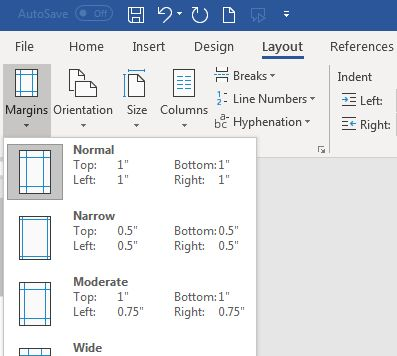 AutoSave Off
File Home Insert Design Layout References
Margins Orientation Size Columns
Breaks
Line Numbers
Hyphenation
Indent
Left:
Right:
Normal
Top: 1" Bottom: 1"
Left: 1" Right: 1"
Narrow
Top: 0.5" Bottom: 0.5"
Left: 0.5" Right: 0.5"
Moderate
Top: 1" Bottom: 1"
Left: 0.75" Right: 0.75"
Wide